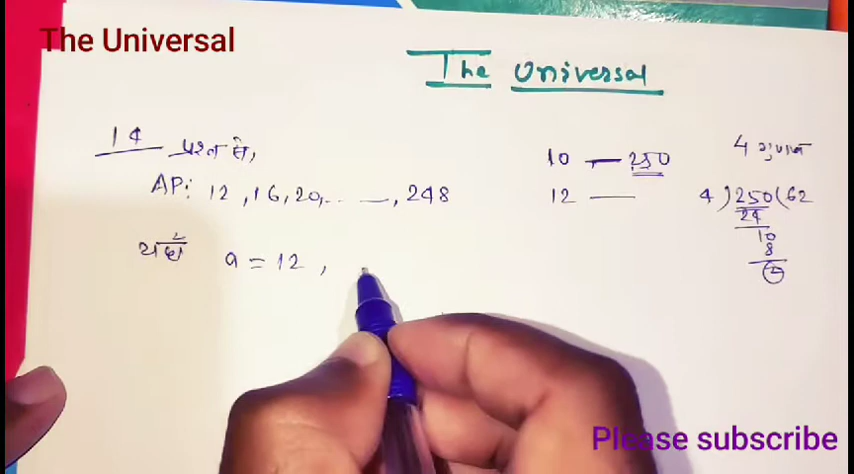 The Universal
The Universal
14 प्रश्न से,
AP: 12, 16, 20, ... —, 248
a = 12,
10 — 250
12 —
4 गुणज
4 ) 250 ( 62
24
10
8
2
Please subscribe